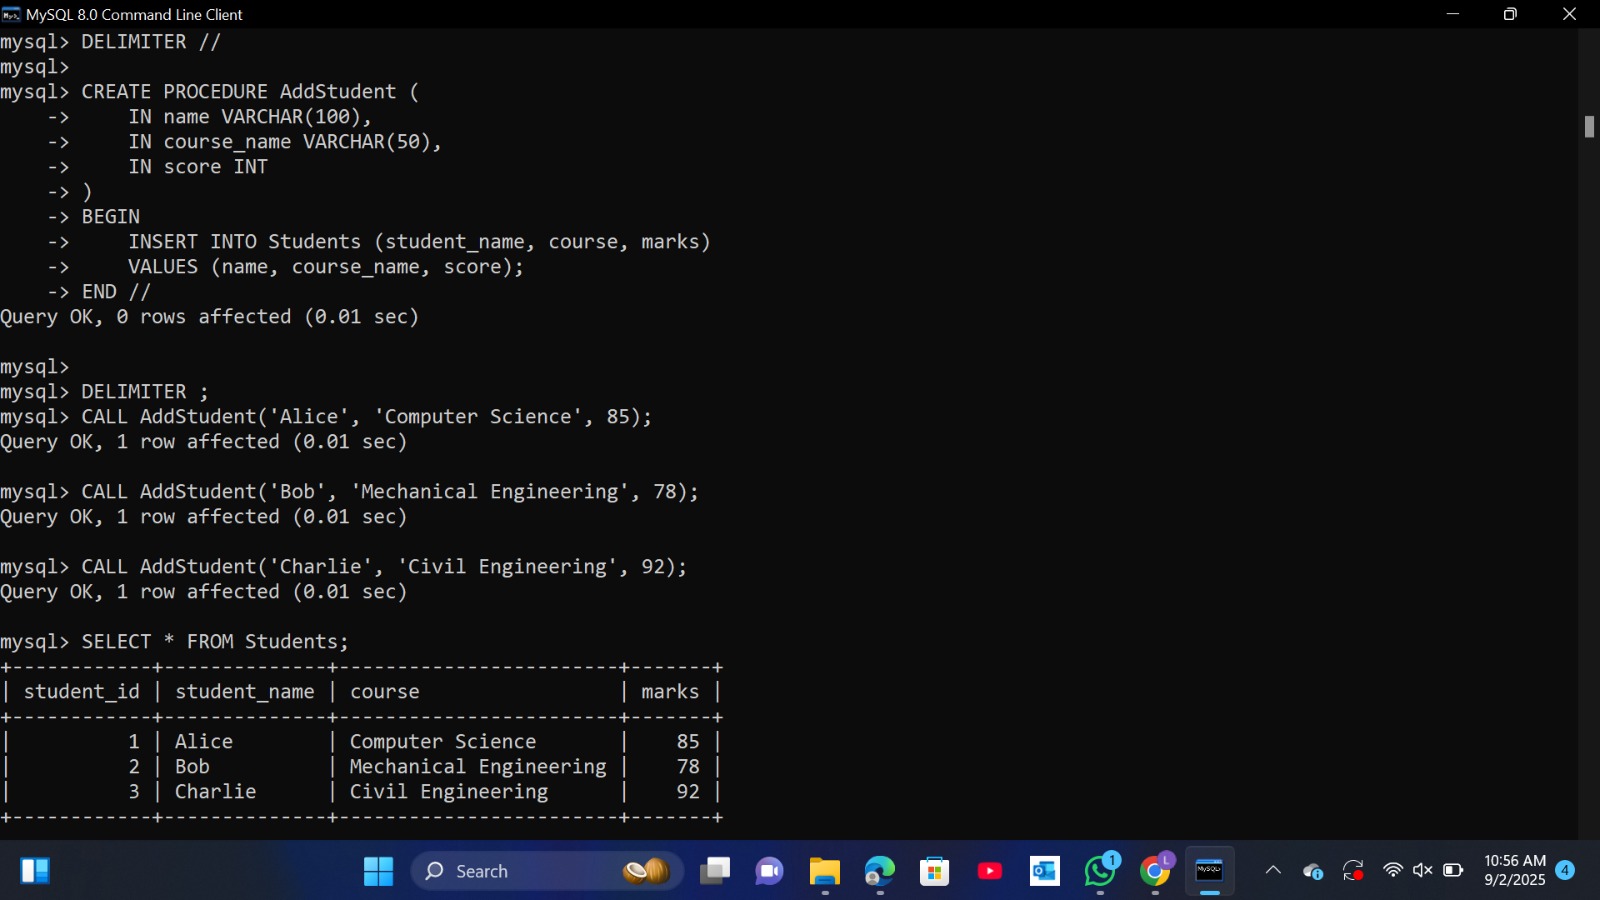 MySQL 8.0 Command Line Client
mysql> DELIMITER //
mysql>
mysql> CREATE PROCEDURE AddStudent (
    ->     IN name VARCHAR(100),
    ->     IN course_name VARCHAR(50),
    ->     IN score INT
    -> )
    -> BEGIN
    ->     INSERT INTO Students (student_name, course, marks)
    ->     VALUES (name, course_name, score);
    -> END //
Query OK, 0 rows affected (0.01 sec)

mysql>
mysql> DELIMITER ;
mysql> CALL AddStudent('Alice', 'Computer Science', 85);
Query OK, 1 row affected (0.01 sec)

mysql> CALL AddStudent('Bob', 'Mechanical Engineering', 78);
Query OK, 1 row affected (0.01 sec)

mysql> CALL AddStudent('Charlie', 'Civil Engineering', 92);
Query OK, 1 row affected (0.01 sec)

mysql> SELECT * FROM Students;
+------------+--------------+------------------------+-------+
| student_id | student_name | course                 | marks |
+------------+--------------+------------------------+-------+
|          1 | Alice        | Computer Science       |    85 |
|          2 | Bob          | Mechanical Engineering |    78 |
|          3 | Charlie      | Civil Engineering      |    92 |
+------------+--------------+------------------------+-------+
Search
1
L
MySQL
10:56 AM
9/2/2025
4